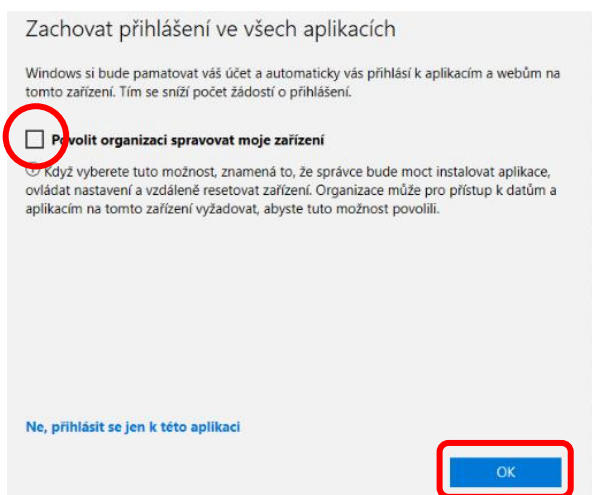 Zachovat přihlášení ve všech aplikacích
Windows si bude pamatovat váš účet a automaticky vás přihlásí k aplikacím a webům na
tomto zařízení. Tím se sníží počet žádostí o přihlášení.
Povolit organizaci spravovat moje zařízení
Když vyberete tuto možnost, znamená to, že správce bude moct instalovat aplikace,
ovládat nastavení a vzdáleně resetovat zařízení. Organizace může pro přístup k datům a
aplikacím na tomto zařízení vyžadovat, abyste tuto možnost povolili.
Ne, přihlásit se jen k této aplikaci
OK